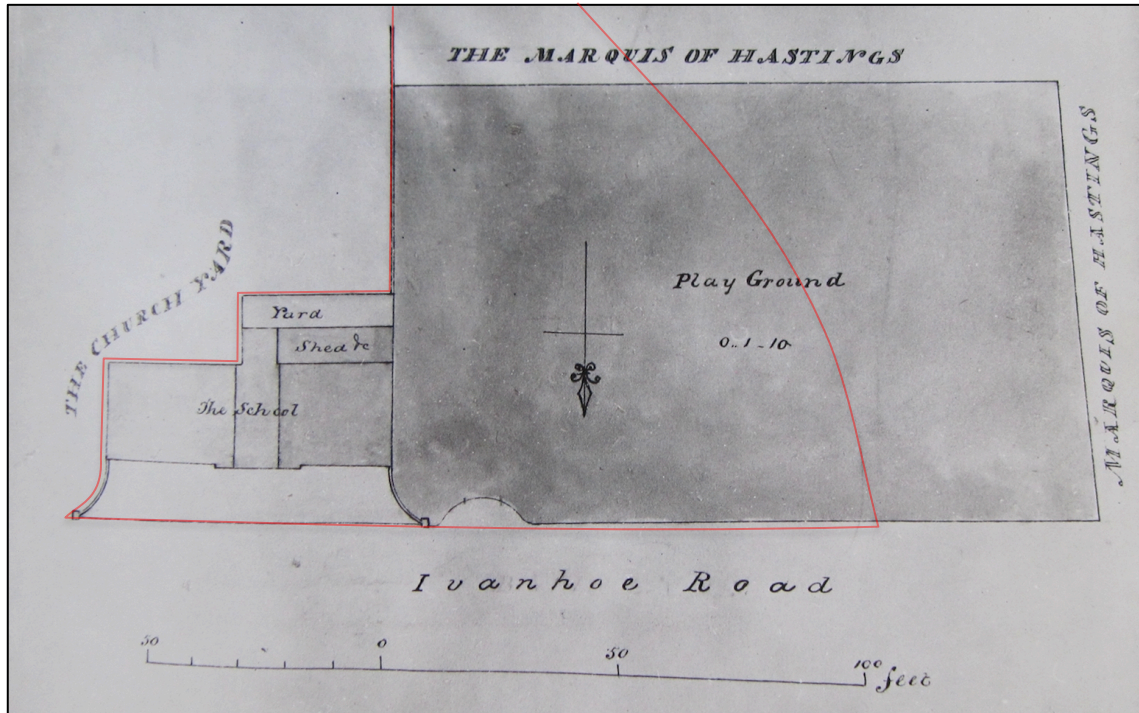 THE MARQUIS OF HASTINGS
MARQUIS OF HASTINGS
THE CHURCH YARD
Play Ground
0..1-10
Yard
Shed &c
The School
Ivanhoe Road
50 0 50 100 feet